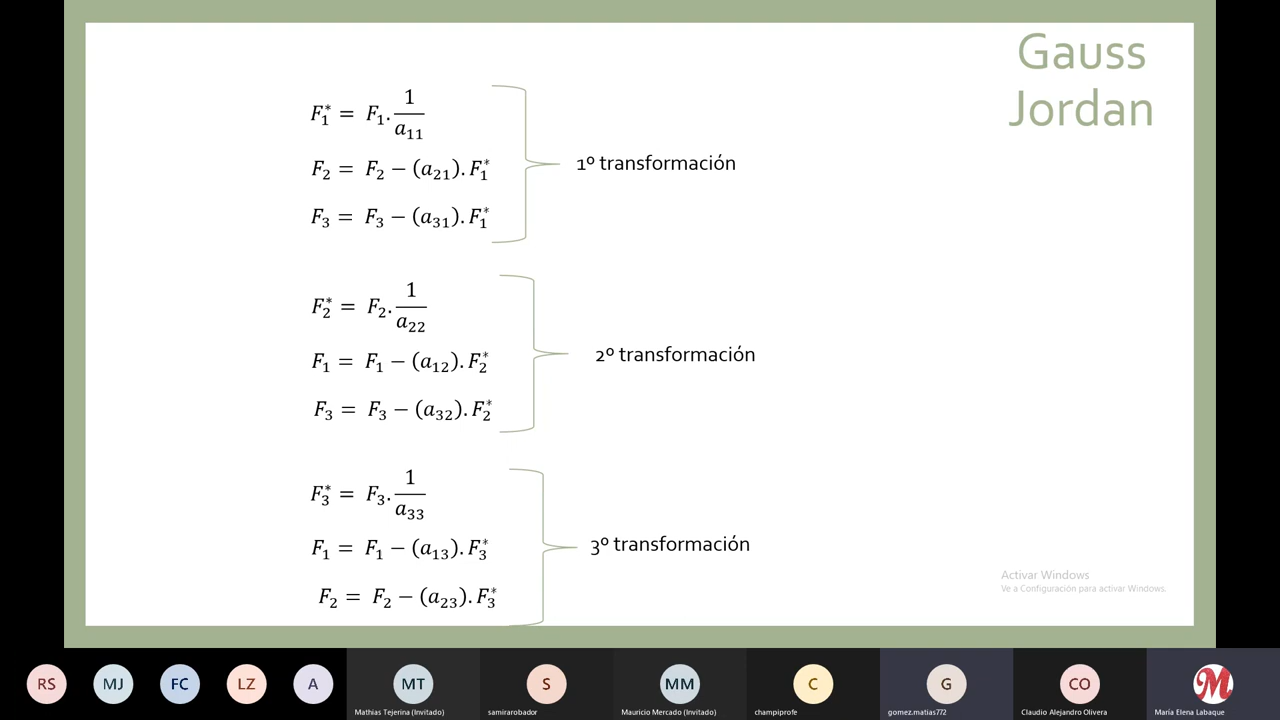 Gauss
Jordan
F₁* = F₁. 1/a₁₁
F₂ = F₂ − (a₂₁). F₁*
F₃ = F₃ − (a₃₁). F₁*
1º transformación
F₂* = F₂. 1/a₂₂
F₁ = F₁ − (a₁₂). F₂*
F₃ = F₃ − (a₃₂). F₂*
2º transformación
F₃* = F₃. 1/a₃₃
F₁ = F₁ − (a₁₃). F₃*
F₂ = F₂ − (a₂₃). F₃*
3º transformación
Activar Windows
Ve a Configuración para activar Windows.
RS
MJ
FC
LZ
A
MT
Mathias Tejerina (Invitado)
S
samirarobador
MM
Mauricio Mercado (Invitado)
C
champiprofe
G
gomez.matias772
CO
Claudio Alejandro Olivera
M
María Elena Labaque